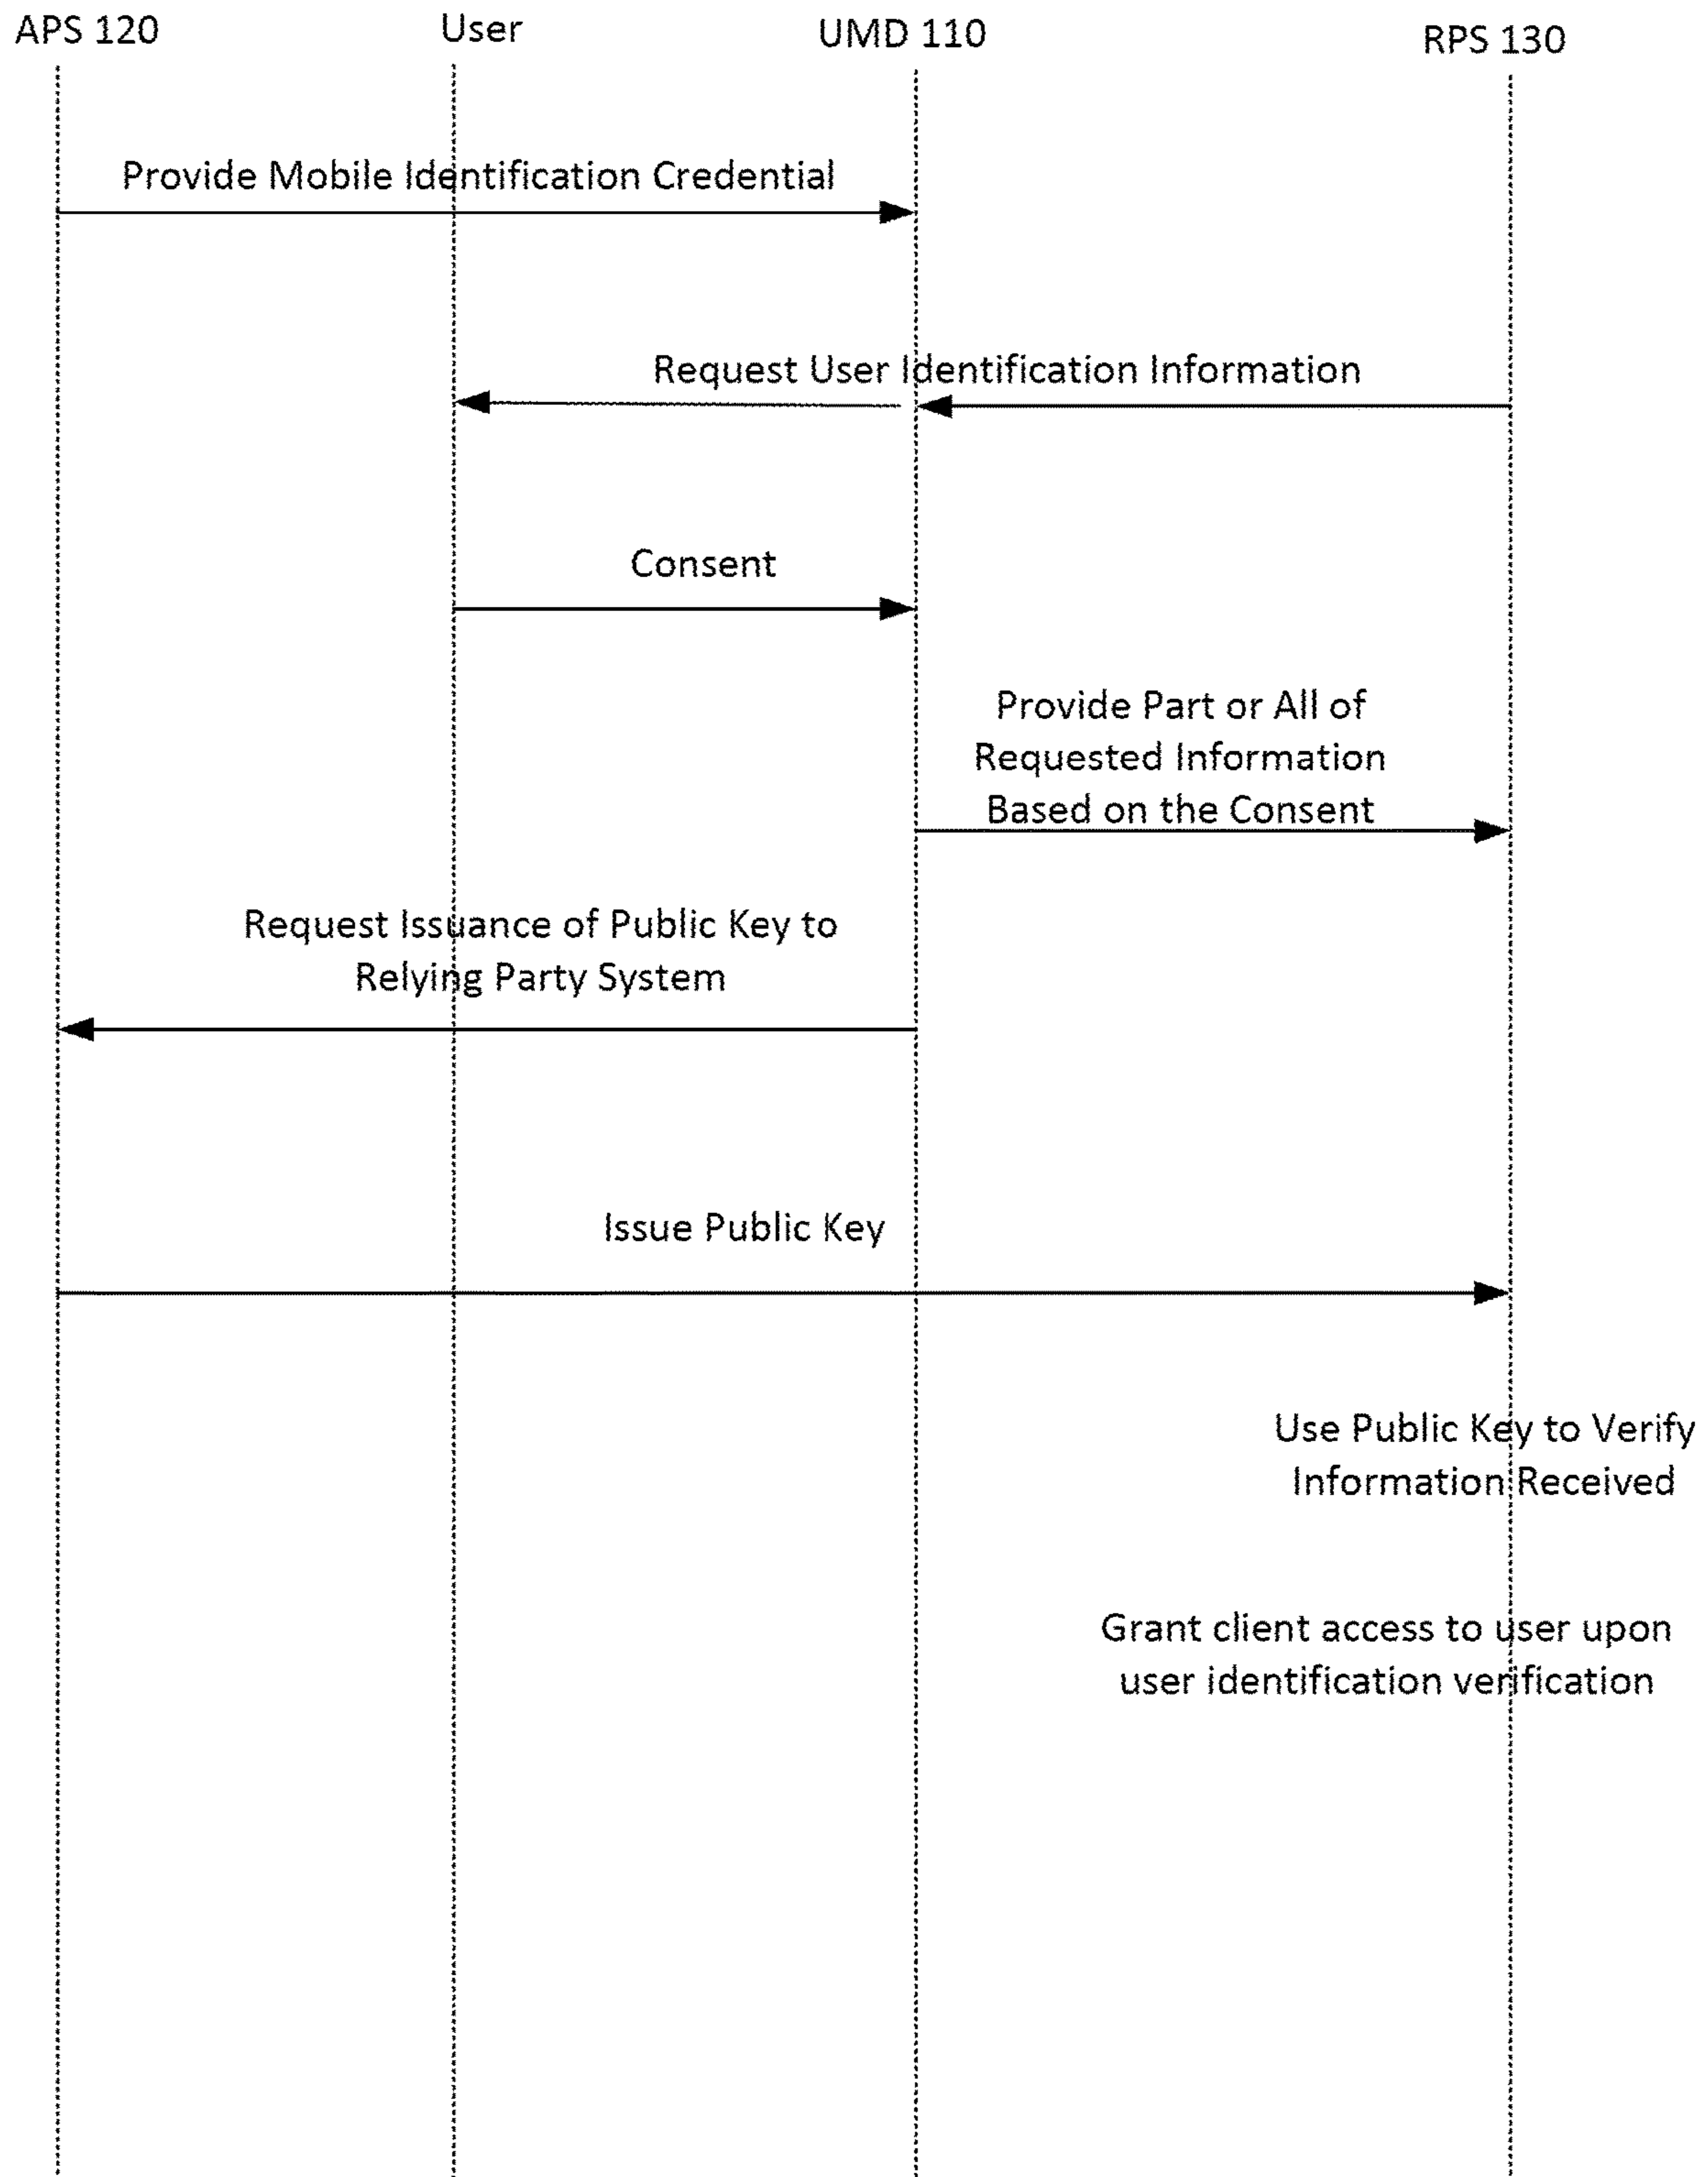 APS 120
User
UMD 110
RPS 130
Provide Mobile Identification Credential
Request User Identification Information
Consent
Provide Part or All of
Requested Information
Based on the Consent
Request Issuance of Public Key to
Relying Party System
Issue Public Key
Use Public Key to Verify
Information Received
Grant client access to user upon
user identification verification